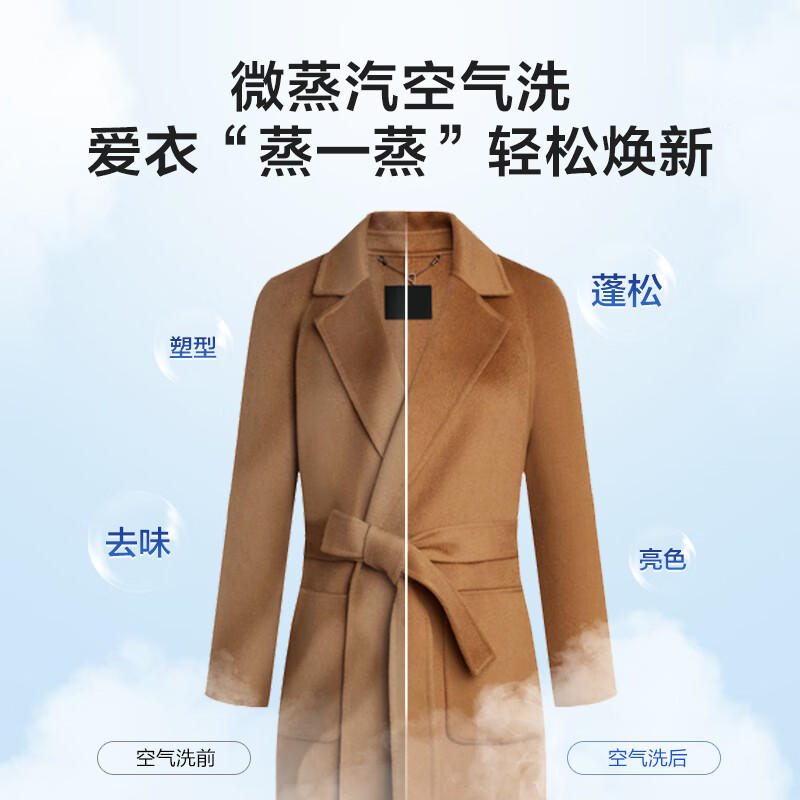 微蒸汽空气洗
爱衣“蒸一蒸”轻松焕新
蓬松
塑型
去味
亮色
空气洗前
空气洗后